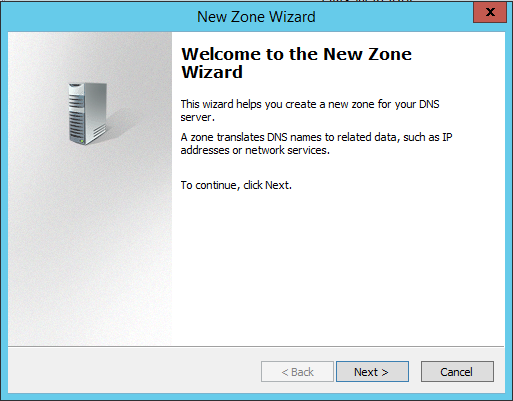 New Zone Wizard
x
Welcome to the New Zone
Wizard
This wizard helps you create a new zone for your DNS
server.
A zone translates DNS names to related data, such as IP
addresses or network services.
To continue, click Next.
< Back
Next >
Cancel